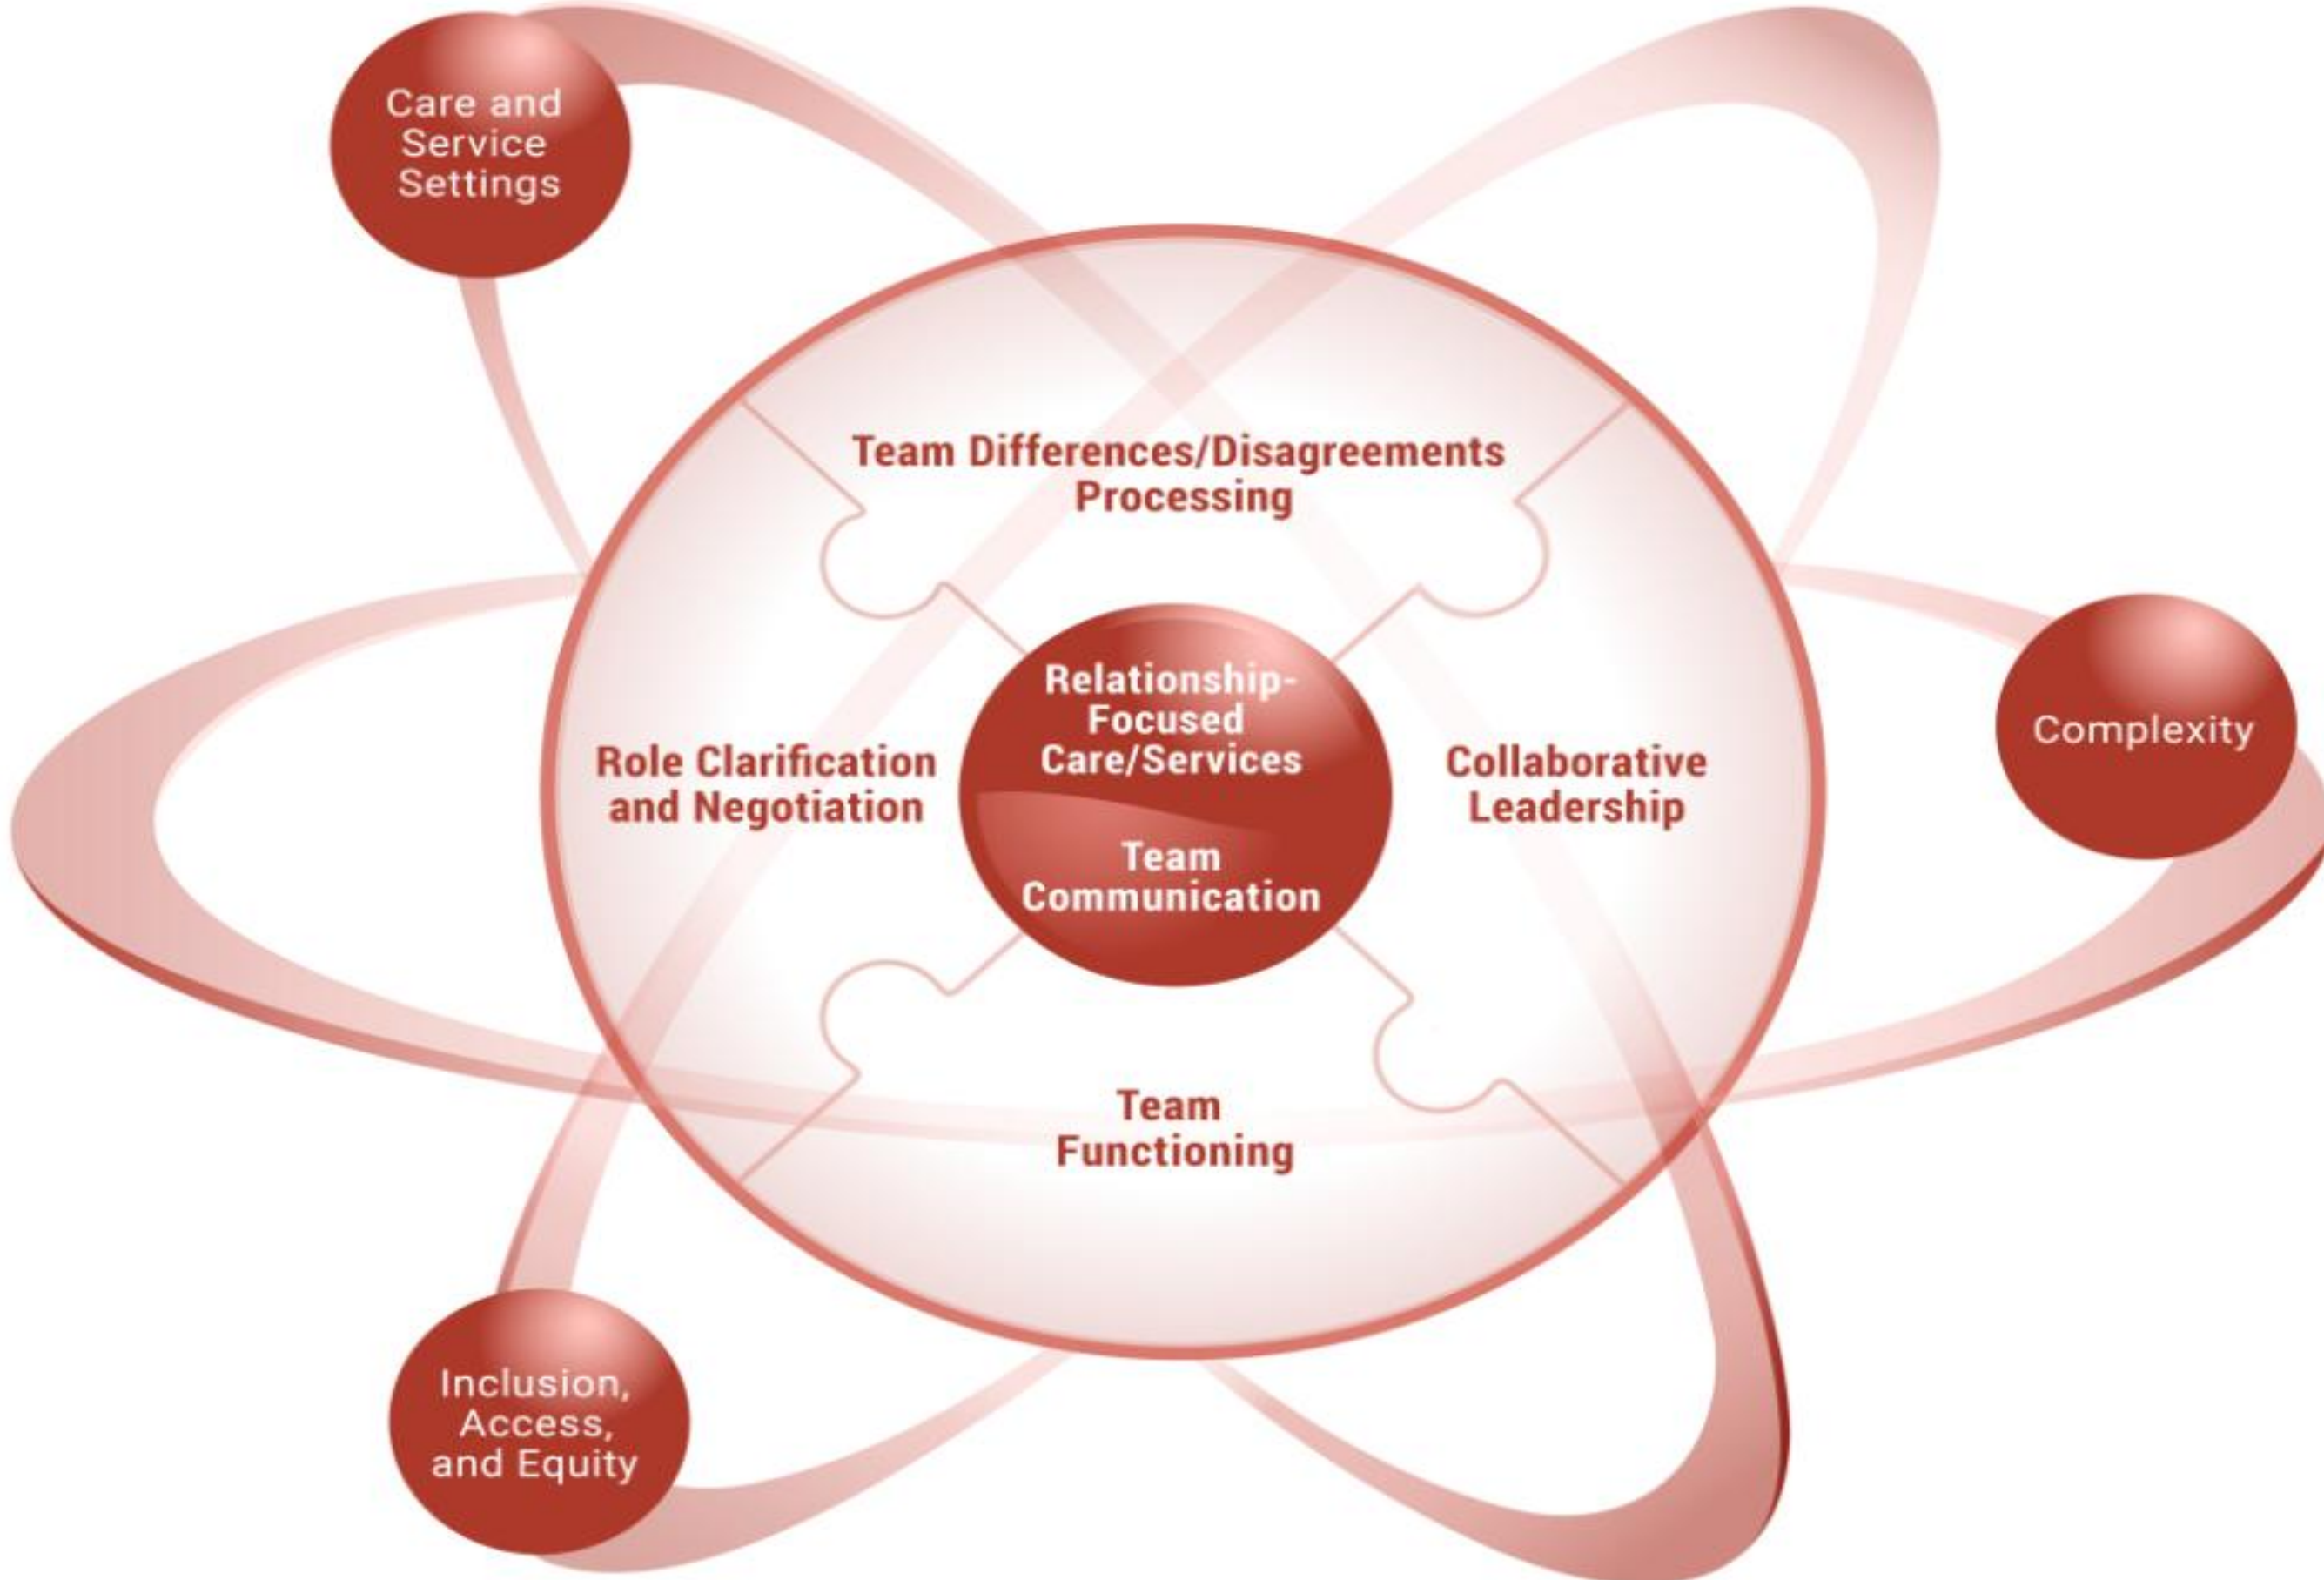 Care and
Service
Settings
Team Differences/Disagreements
Processing
Relationship-
Focused
Care/Services
Team
Communication
Role Clarification
and Negotiation
Collaborative
Leadership
Complexity
Team
Functioning
Inclusion,
Access,
and Equity